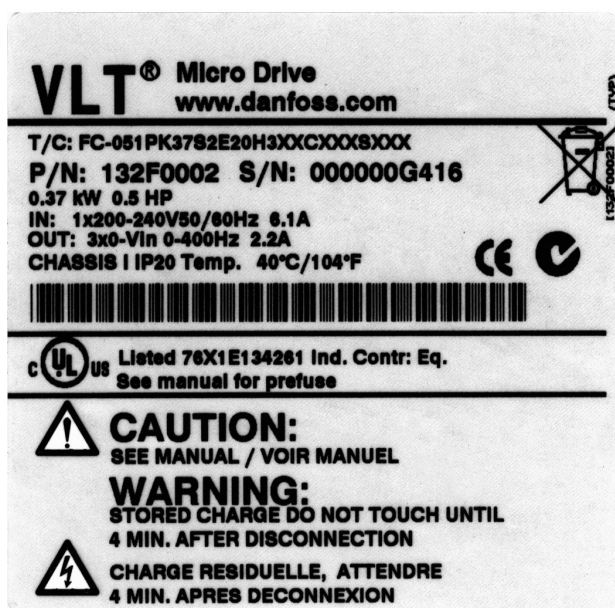 VLT® Micro Drive
www.danfoss.com
T/C: FC-051PK37S2E20H3XXCXXXSXXX
P/N: 132F0002 S/N: 000000G416
0.37 kW 0.5 HP
IN: 1x200-240V50/60Hz 6.1A
OUT: 3x0-Vin 0-400Hz 2.2A
CHASSIS I IP20 Temp. 40°C/104°F
CE
c UL us Listed 76X1E134261 Ind. Contr: Eq.
See manual for prefuse
CAUTION:
SEE MANUAL / VOIR MANUEL
WARNING:
STORED CHARGE DO NOT TOUCH UNTIL
4 MIN. AFTER DISCONNECTION
CHARGE RESIDUELLE, ATTENDRE
4 MIN. APRES DECONNEXION